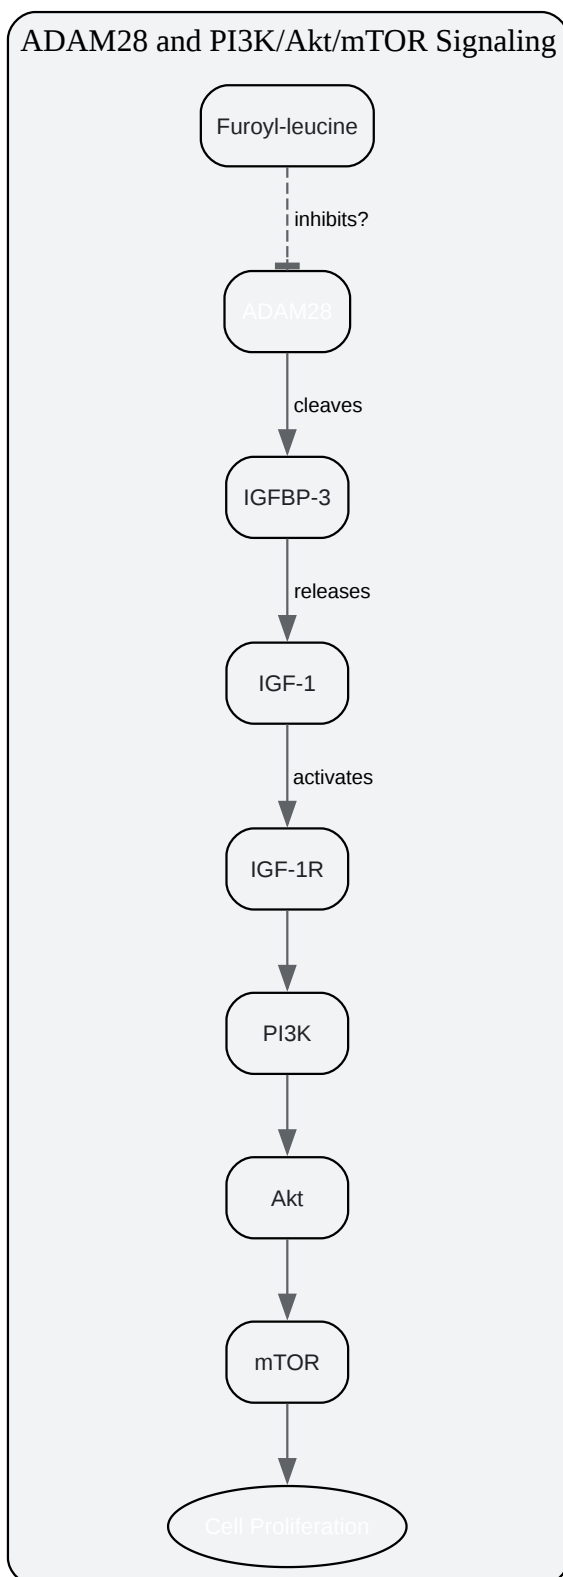 ADAM28 and PI3K/Akt/mTOR Signaling
Furoyl-leucine
inhibits?
ADAM28
cleaves
IGFBP-3
releases
IGF-1
activates
IGF-1R
PI3K
Akt
mTOR
Cell Proliferation